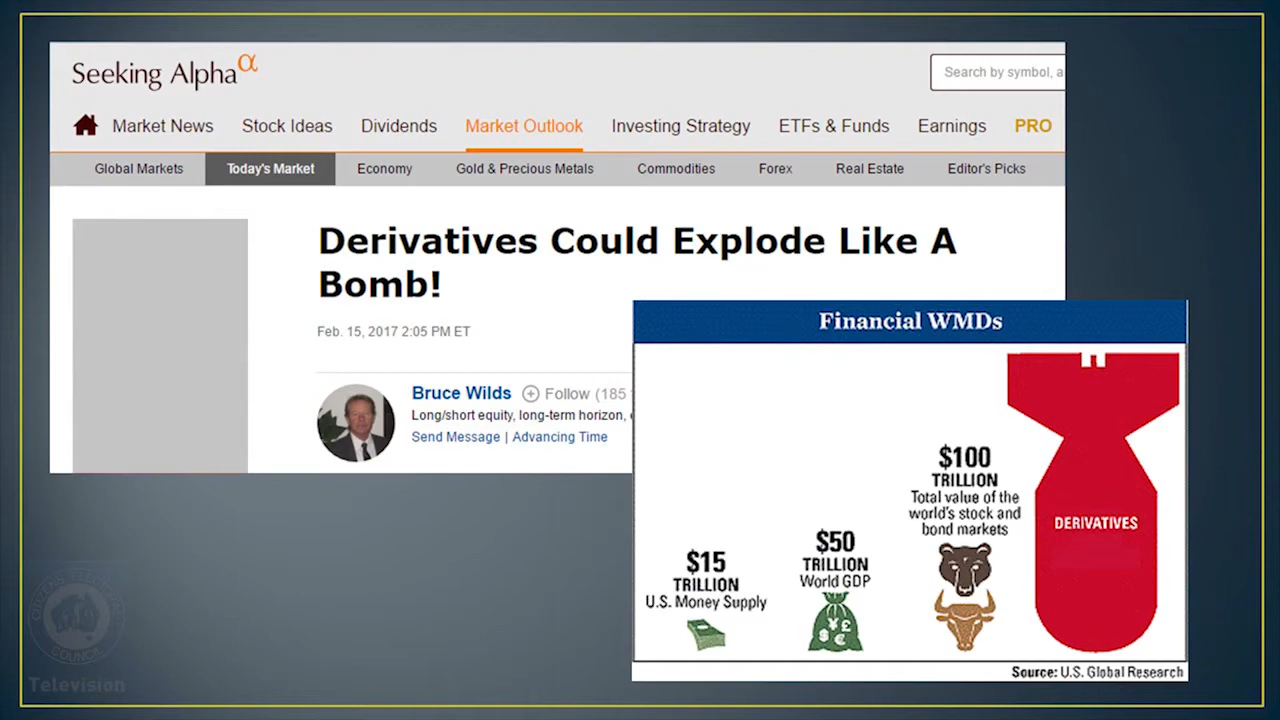 Seeking Alpha α
Search by symbol, a
Market News Stock Ideas Dividends Market Outlook Investing Strategy ETFs & Funds Earnings PRO
Global Markets Today's Market Economy Gold & Precious Metals Commodities Forex Real Estate Editor's Picks
Derivatives Could Explode Like A
Bomb!
Feb. 15, 2017 2:05 PM ET
Bruce Wilds + Follow (185
Long/short equity, long-term horizon,
Send Message | Advancing Time
Financial WMDs
$15
TRILLION
U.S. Money Supply
$50
TRILLION
World GDP
¥ £
$ €
$100
TRILLION
Total value of the
world's stock and
bond markets
DERIVATIVES
Source: U.S. Global Research
COUNCIL
Television